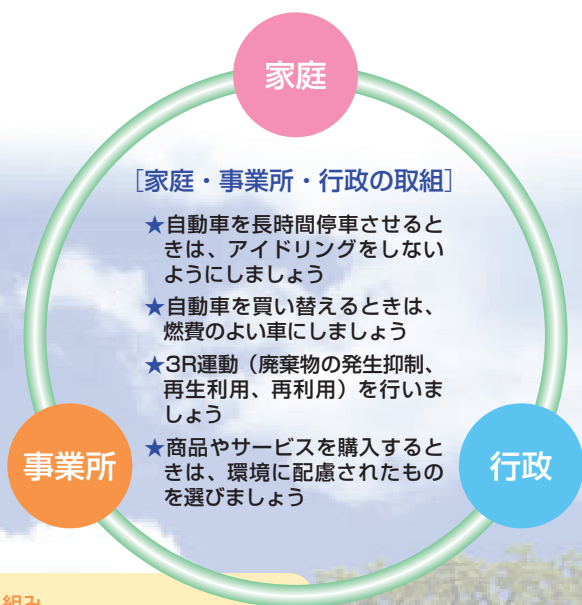 家庭
［家庭・事業所・行政の取組］
★自動車を長時間停車させると
きは、アイドリングをしない
ようにしましょう
★自動車を買い替えるときは、
燃費のよい車にしましょう
★3R運動（廃棄物の発生抑制、
再生利用、再利用）を行いま
しょう
★商品やサービスを購入すると
きは、環境に配慮されたもの
を選びましょう
事業所
行政
組み